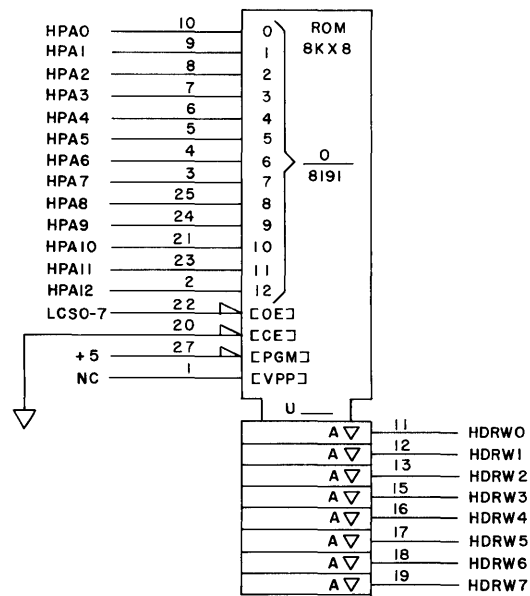 HPA0 10 0 ROM
HPA1 9 1 8KX8
HPA2 8 2
HPA3 7 3
HPA4 6 4
HPA5 5 5
HPA6 4 6 0
HPA7 3 7 8191
HPA8 25 8
HPA9 24 9
HPA10 21 10
HPA11 23 11
HPA12 2 12
LCS0-7 22 [OE]
20 [CE]
+5 27 [PGM]
NC 1 [VPP]
U ___
A ▽ 11 HDRW0
A ▽ 12 HDRW1
A ▽ 13 HDRW2
A ▽ 15 HDRW3
A ▽ 16 HDRW4
A ▽ 17 HDRW5
A ▽ 18 HDRW6
A ▽ 19 HDRW7